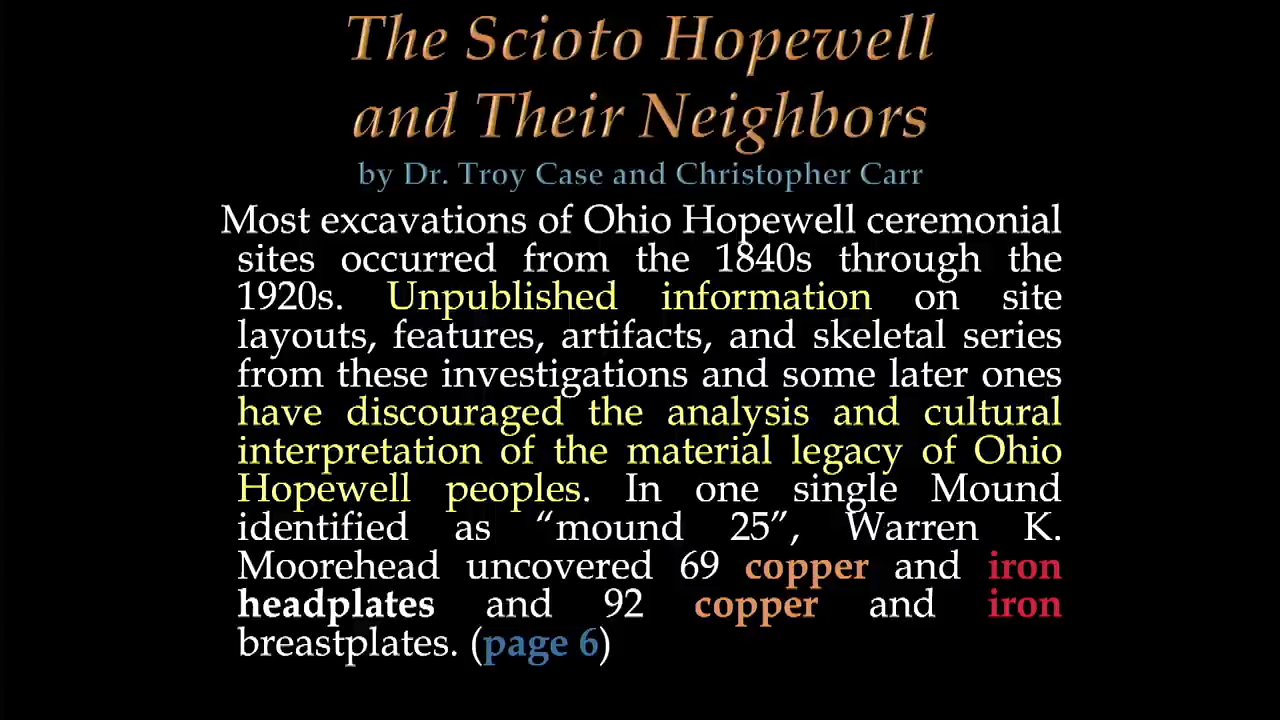 The Scioto Hopewell
and Their Neighbors
by Dr. Troy Case and Christopher Carr
Most excavations of Ohio Hopewell ceremonial
sites occurred from the 1840s through the
1920s. Unpublished information on site
layouts, features, artifacts, and skeletal series
from these investigations and some later ones
have discouraged the analysis and cultural
interpretation of the material legacy of Ohio
Hopewell peoples. In one single Mound
identified as “mound 25”, Warren K.
Moorehead uncovered 69 copper and iron
headplates and 92 copper and iron
breastplates. (page 6)